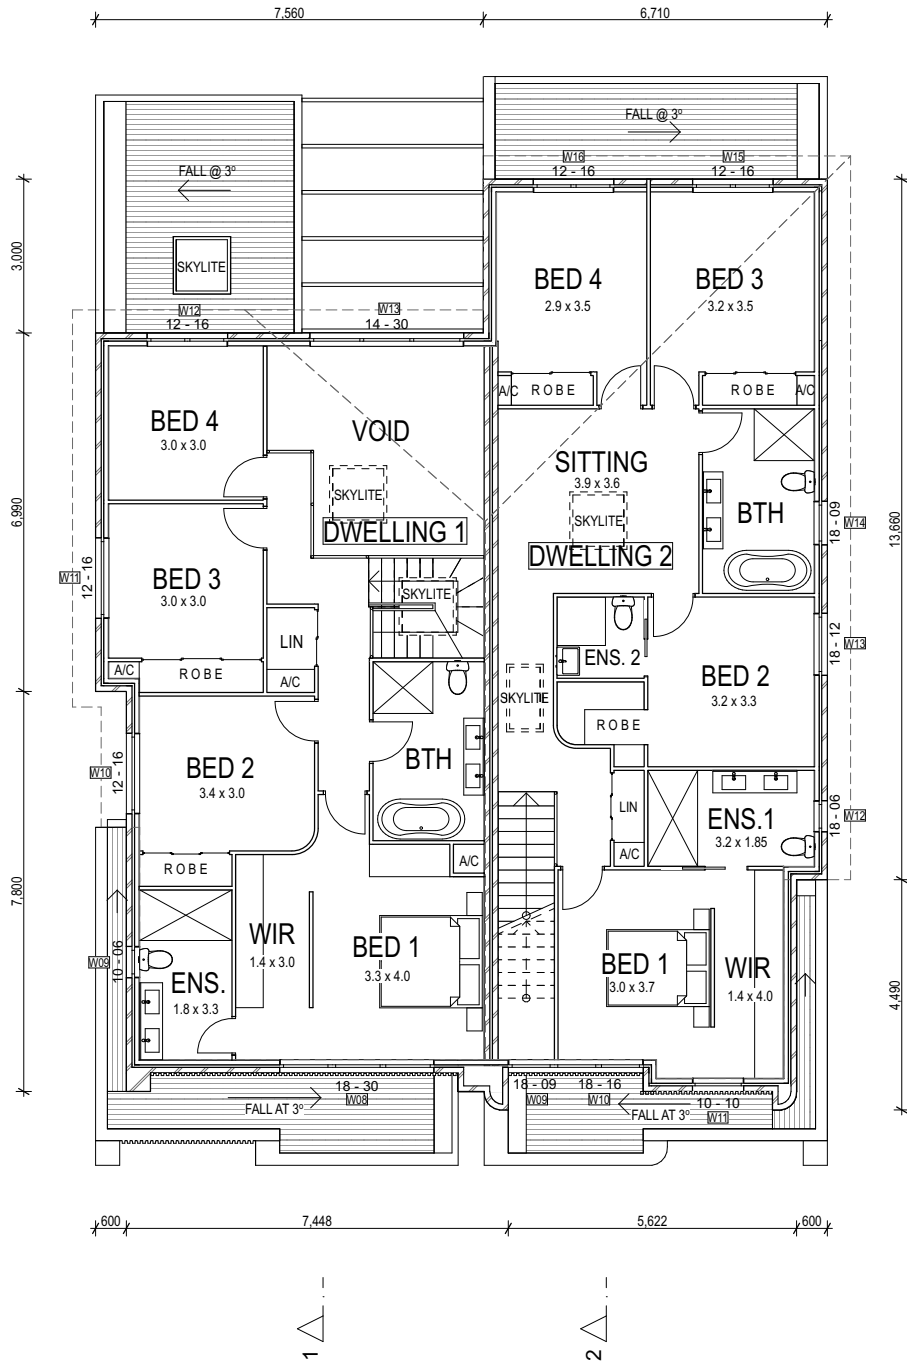 7,560
6,710
FALL @ 3°
W16
W15
12 - 16
12 - 16
FALL @ 3°
3,000
SKYLITE
BED 4
2.9 x 3.5
BED 3
3.2 x 3.5
W12
12 - 16
W13
14 - 30
A/C
ROBE
ROBE
A/C
BED 4
3.0 x 3.0
VOID
SITTING
3.9 x 3.6
SKYLITE
SKYLITE
BTH
18 - 09
W14
6,990
13,660
DWELLING 1
DWELLING 2
W11
12 - 16
BED 3
3.0 x 3.0
SKYLITE
LIN
A/C
A/C
ROBE
ENS. 2
18 - 12
W13
BED 2
3.2 x 3.3
SKYLITE
ROBE
W10
12 - 16
BED 2
3.4 x 3.0
BTH
ROBE
A/C
LIN
A/C
ENS.1
3.2 x 1.85
18 - 06
W12
7,800
W09
10 - 06
WIR
1.4 x 3.0
BED 1
3.3 x 4.0
ENS.
1.8 x 3.3
BED 1
3.0 x 3.7
WIR
1.4 x 4.0
4,490
18 - 30
W08
FALL AT 3°
18 - 09
W09
18 - 16
W10
10 - 10
W11
FALL AT 3°
600
7,448
5,622
600
1
2